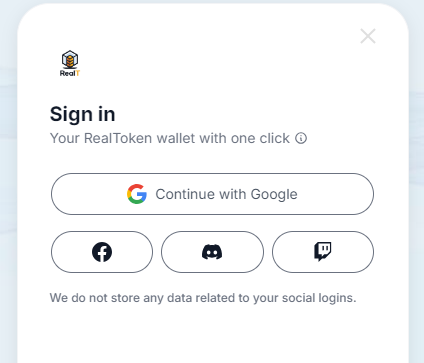 RealT
Sign in
Your RealToken wallet with one click
Continue with Google
We do not store any data related to your social logins.